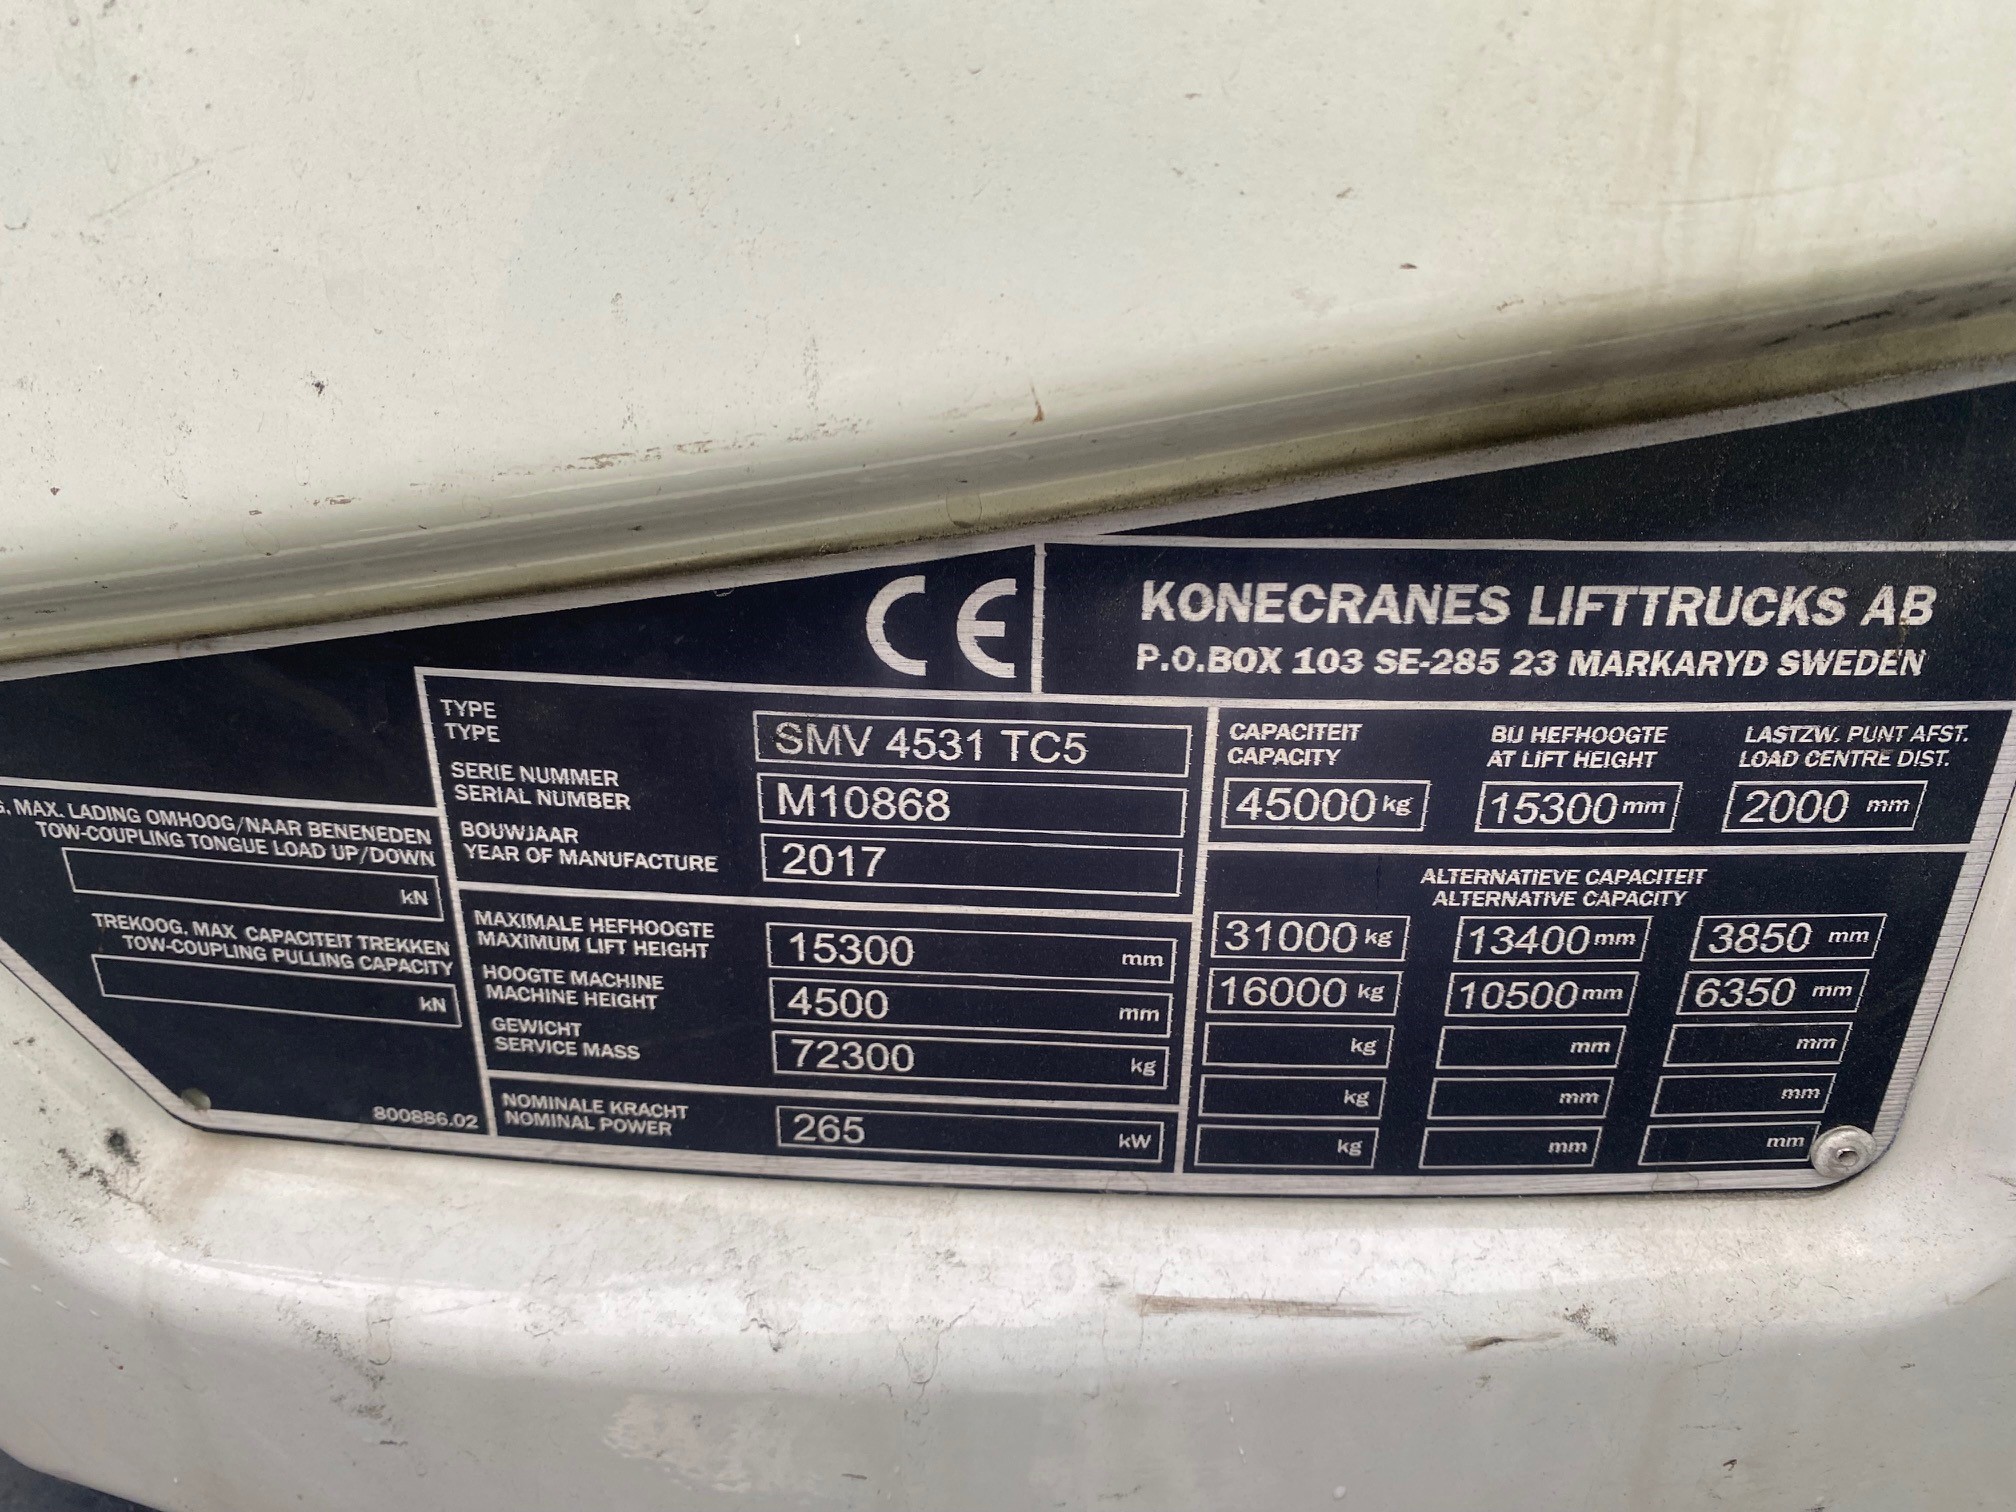 CE
KONECRANES LIFTTRUCKS AB
P.O.BOX 103 SE-285 23 MARKARYD SWEDEN
MAX. LADING OMHOOG/NAAR BENENEDEN
TOW-COUPLING TONGUE LOAD UP/DOWN
kN
TREKOOG. MAX CAPACITEIT TREKKEN
TOW-COUPLING PULLING CAPACITY
kN
800886.02
TYPE
TYPE
SMV 4531 TC5
SERIE NUMMER
SERIAL NUMBER
M10868
BOUWJAAR
YEAR OF MANUFACTURE
2017
MAXIMALE HEFHOOGTE
MAXIMUM LIFT HEIGHT
15300 mm
HOOGTE MACHINE
MACHINE HEIGHT
4500 mm
GEWICHT
SERVICE MASS
72300 kg
NOMINALE KRACHT
NOMINAL POWER
265 kW
CAPACITEIT BIJ HEFHOOGTE LASTZW. PUNT AFST.
CAPACITY AT LIFT HEIGHT LOAD CENTRE DIST.
45000 kg 15300 mm 2000 mm
ALTERNATIEVE CAPACITEIT
ALTERNATIVE CAPACITY
31000 kg 13400 mm 3850 mm
16000 kg 10500 mm 6350 mm
kg mm mm
kg mm mm
kg mm mm